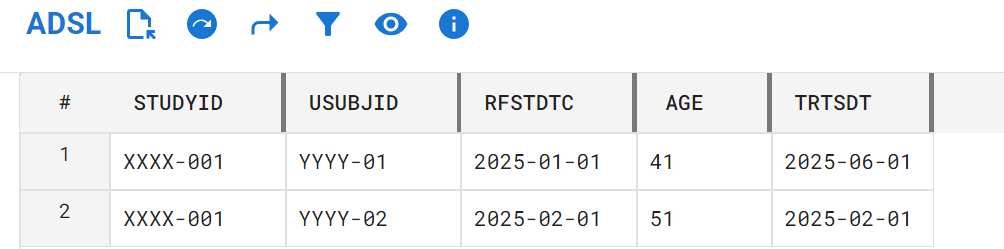 ADSL
# STUDYID USUBJID RFSTDTC AGE TRTSDT
1 XXXX-001 YYYY-01 2025-01-01 41 2025-06-01
2 XXXX-001 YYYY-02 2025-02-01 51 2025-02-01